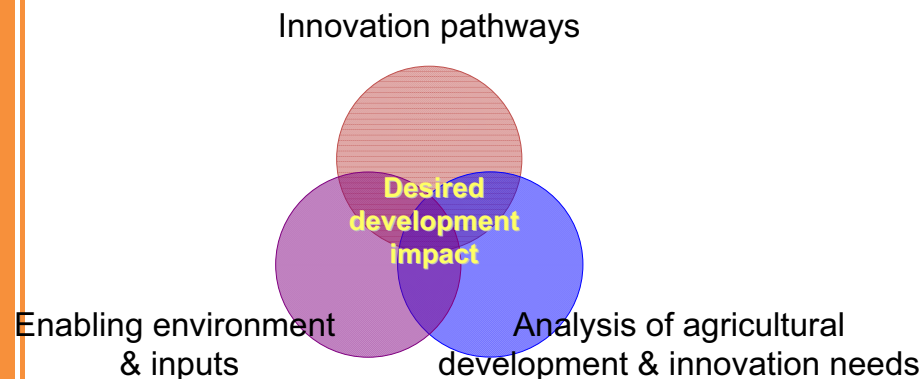 Innovation pathways
Desired
development
impact
Enabling environment
& inputs
Analysis of agricultural
development & innovation needs